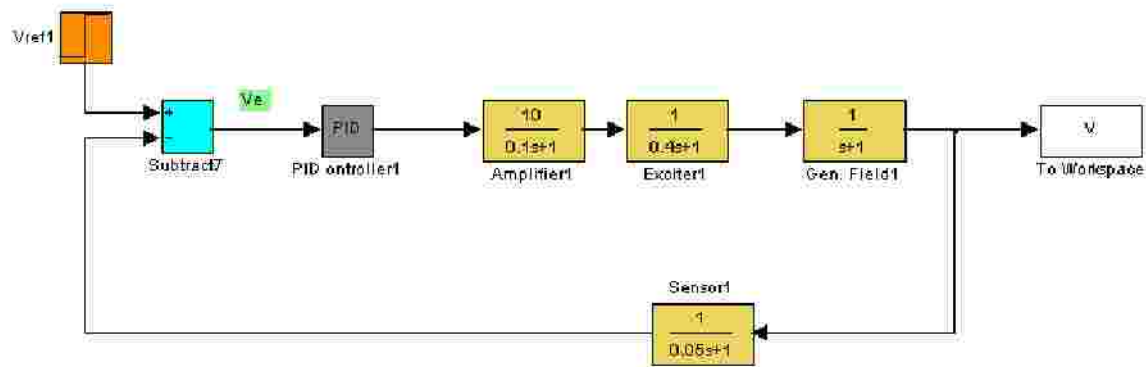 Vref1
Ve
+
−
PID
10
0.1s+1
1
0.4s+1
1
s+1
V
Subtract7
PID ontroller1
Amplifier1
Exciter1
Gen. Field1
To Workspace
Sensor1
1
0.05s+1